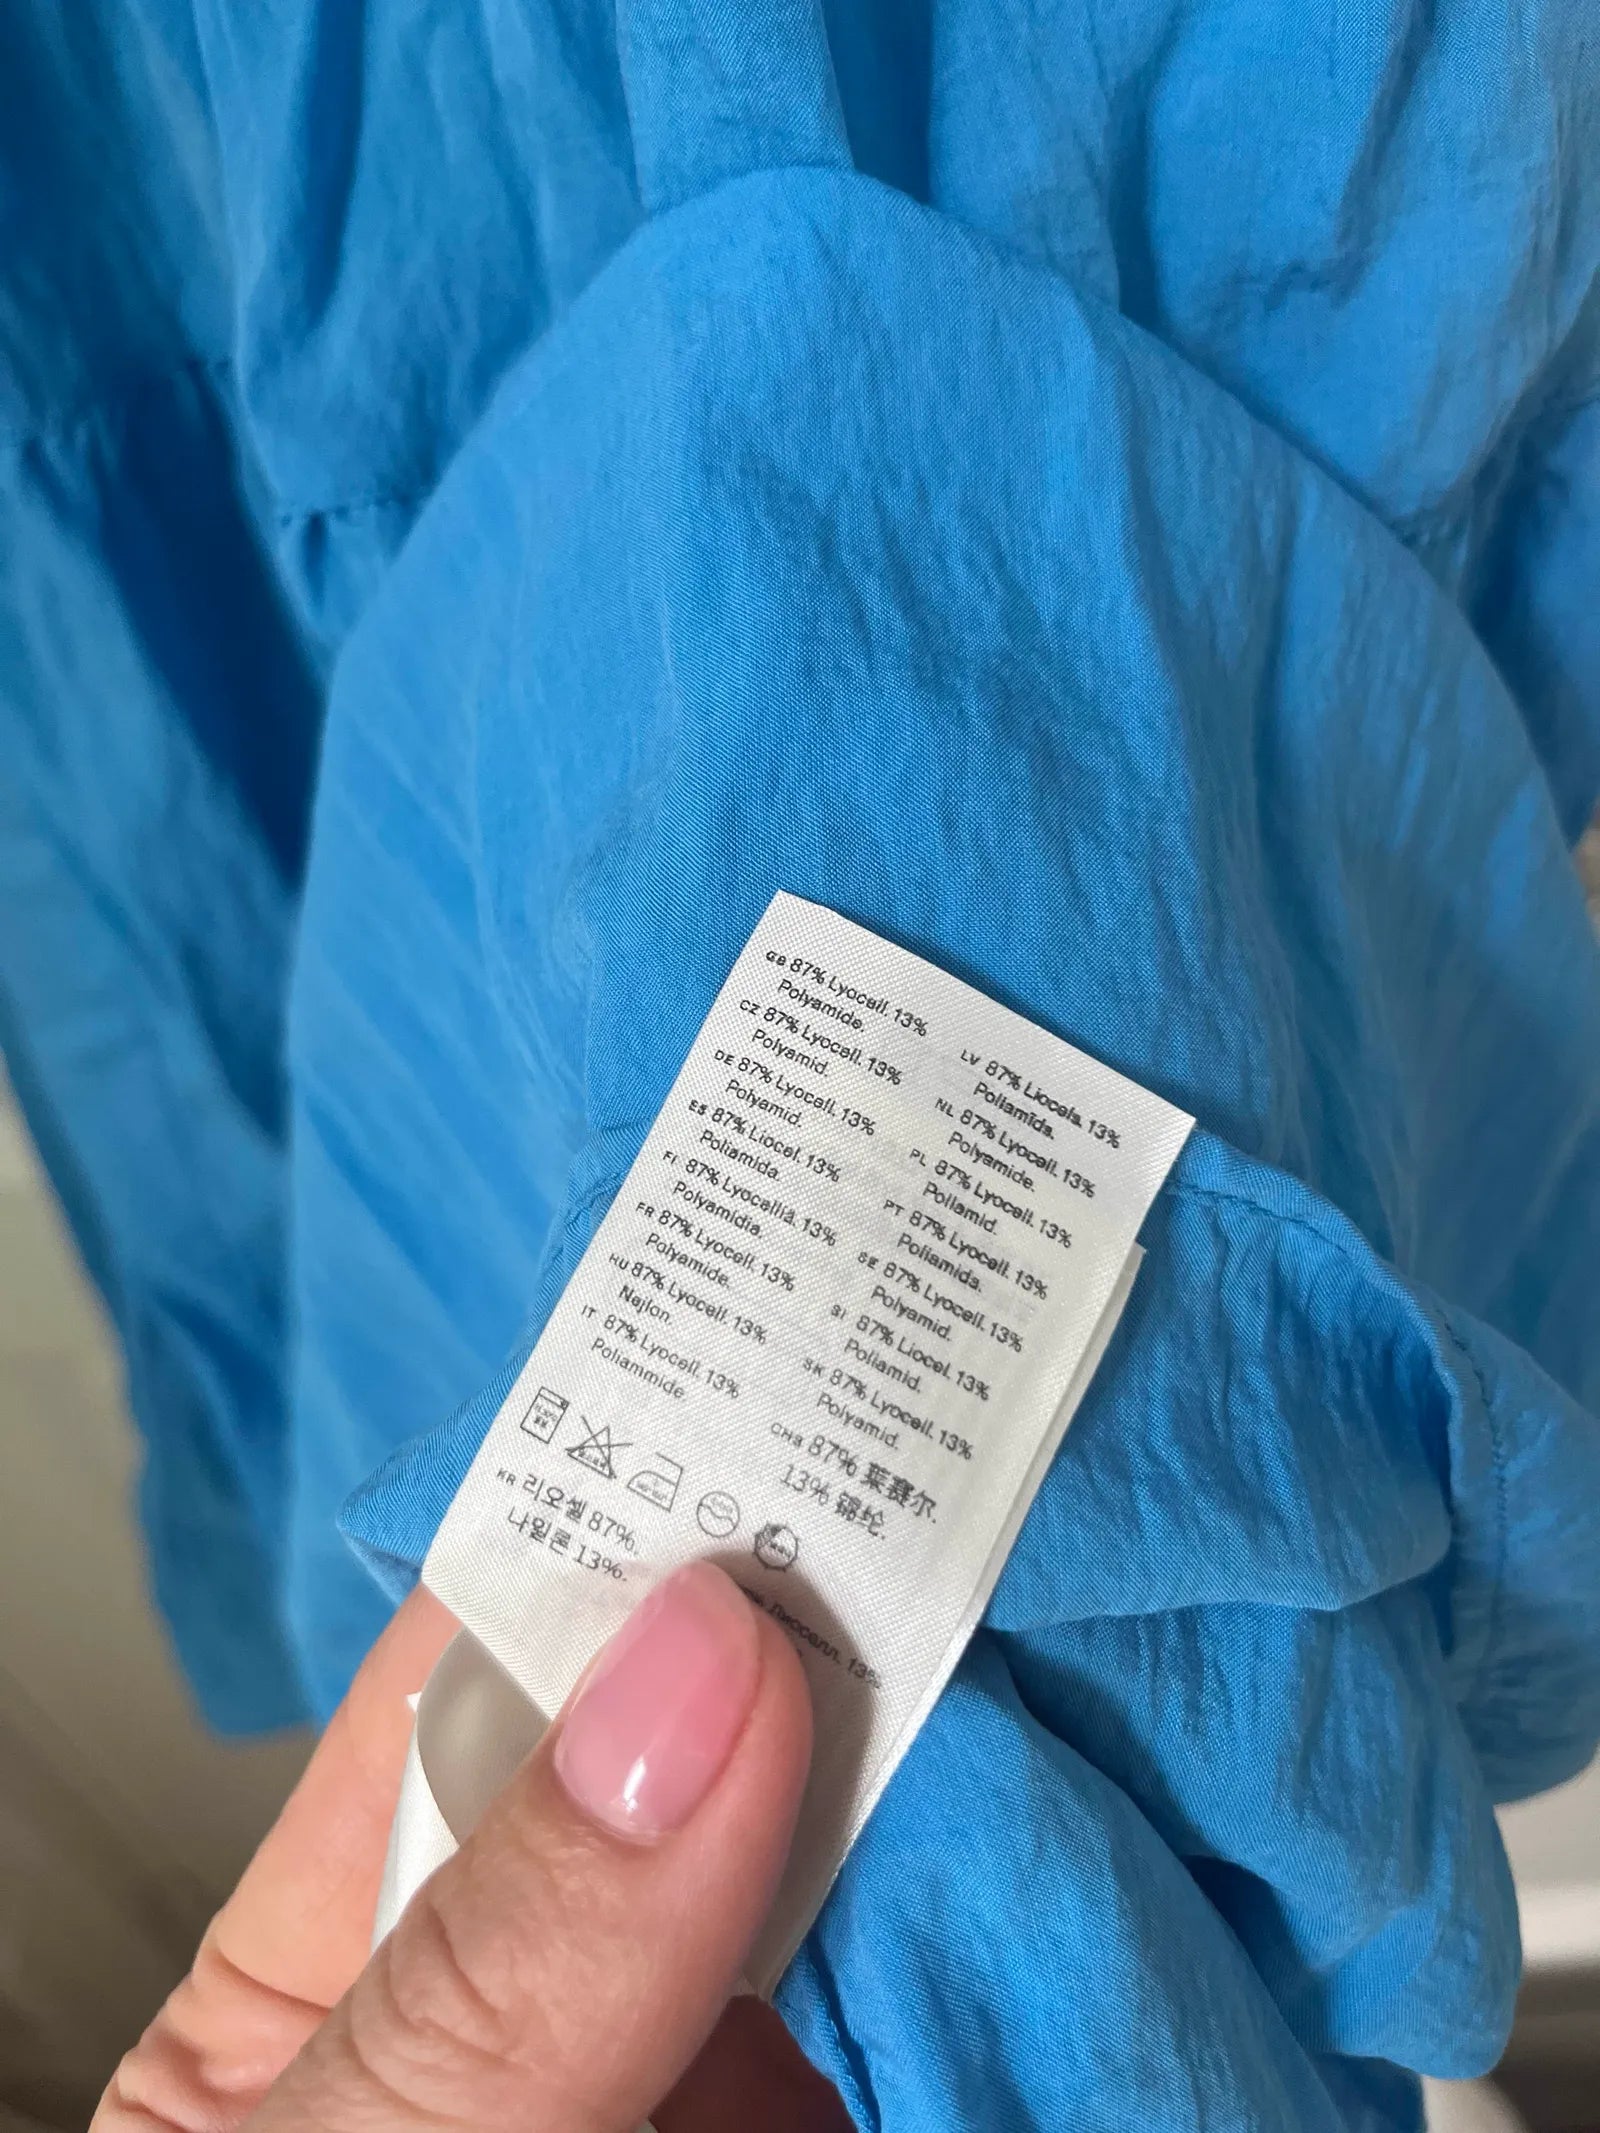 GB 87% Lyocell. 13%
Polyamide.
CZ 87% Lyocell. 13%
Polyamid.
DE 87% Lyocell. 13%
Polyamid.
ES 87% Liocel. 13%
Poliamida.
FI 87% Lyocellia. 13%
Polyamidia.
FR 87% Lyocell. 13%
Polyamide.
HU 87% Lyocell. 13%
Nejlon.
IT 87% Lyocell. 13%
Poliammide.
KR 리오셀 87%.
나일론 13%.
LV 87% Liocels. 13%
Poliamīds.
NL 87% Lyocell. 13%
Polyamide.
PL 87% Lyocell. 13%
Poliamid.
PT 87% Lyocell. 13%
Poliamida.
SE 87% Lyocell. 13%
Polyamid.
SI 87% Liocel. 13%
Poliamid.
SK 87% Lyocell. 13%
Polyamid.
CHS 87% 莱赛尔.
13% 锦纶.
% Лиоселл. 13%